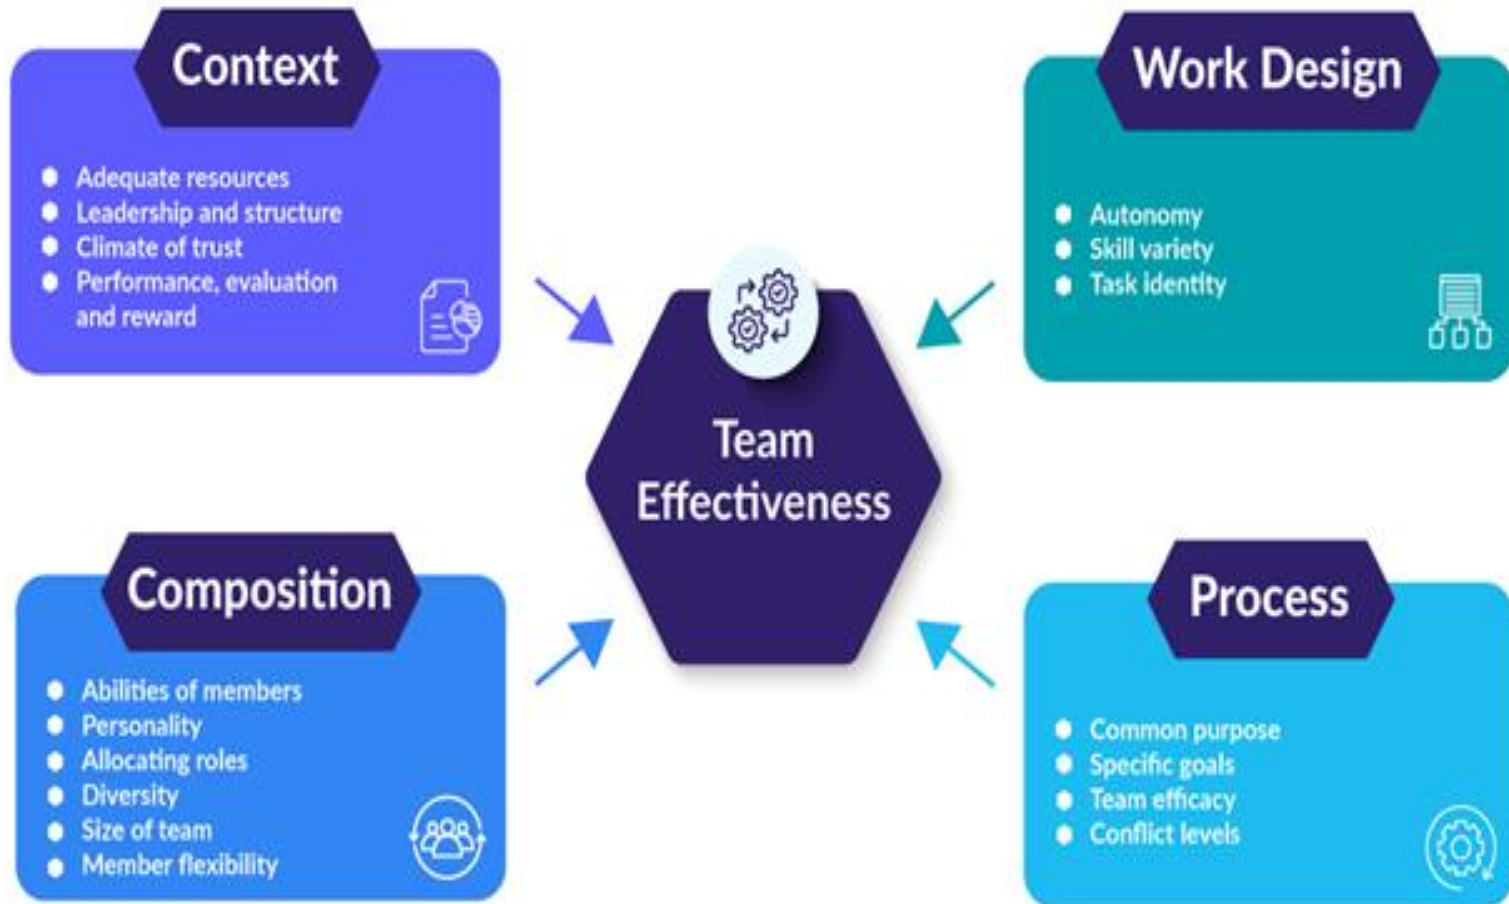 Context
Adequate resources
Leadership and structure
Climate of trust
Performance, evaluation
and reward
Work Design
Autonomy
Skill variety
Task identity
Team
Effectiveness
Composition
Abilities of members
Personality
Allocating roles
Diversity
Size of team
Member flexibility
Process
Common purpose
Specific goals
Team efficacy
Conflict levels